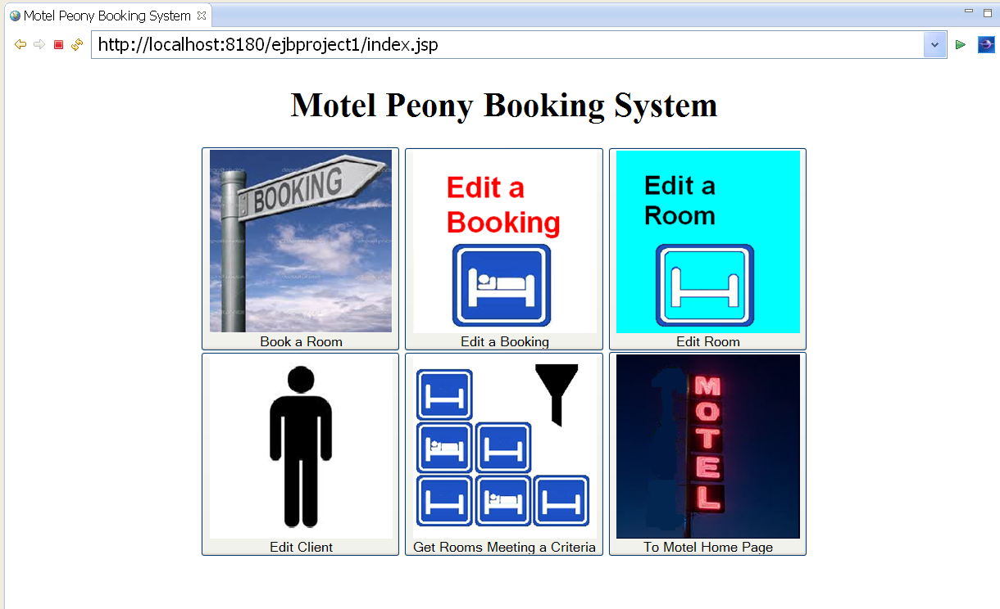 Motel Peony Booking System
http://localhost:8180/ejbproject1/index.jsp
Motel Peony Booking System
BOOKING
Book a Room
Edit a
Booking
Edit a Booking
Edit a
Room
Edit Room
Edit Client
Get Rooms Meeting a Criteria
MOTEL
To Motel Home Page